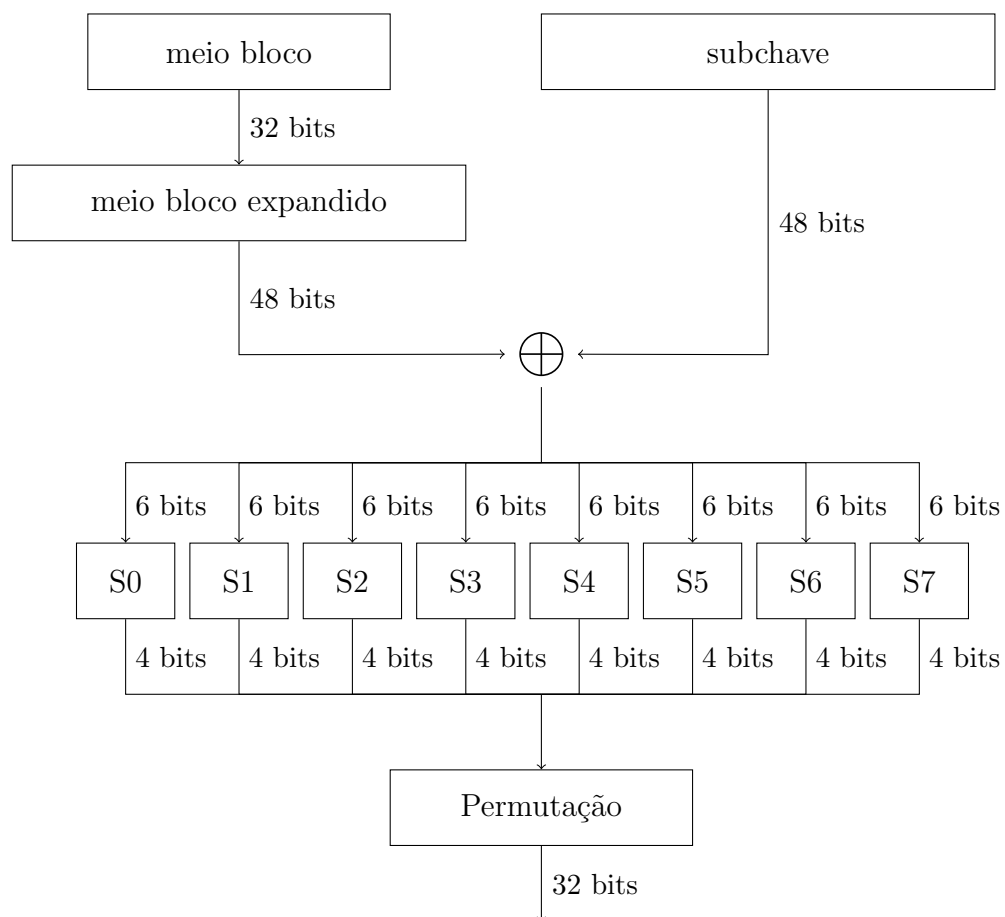 meio bloco
subchave
32 bits
meio bloco expandido
48 bits
48 bits
6 bits 6 bits 6 bits 6 bits 6 bits 6 bits 6 bits 6 bits
S0 S1 S2 S3 S4 S5 S6 S7
4 bits 4 bits 4 bits 4 bits 4 bits 4 bits 4 bits 4 bits
Permutação
32 bits